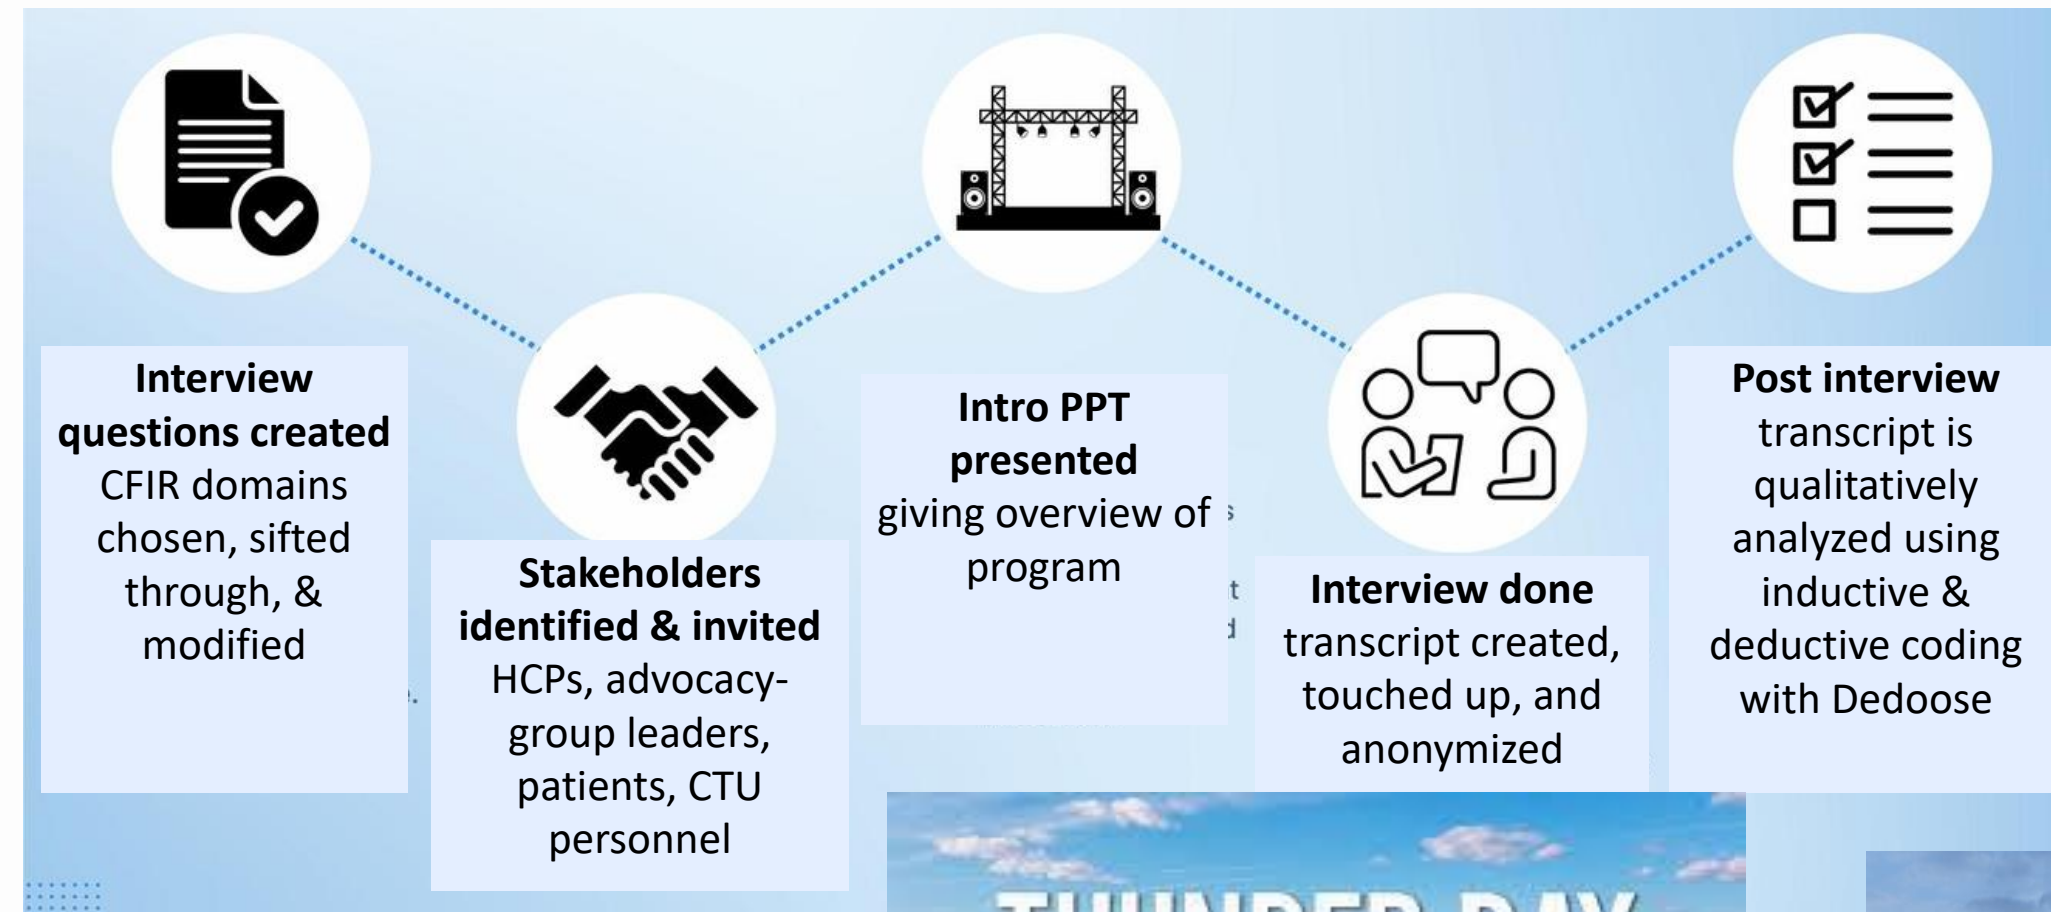 Interview
questions created
CFIR domains
chosen, sifted
through, &
modified
Stakeholders
identified & invited
HCPs, advocacy-
group leaders,
patients, CTU
personnel
Intro PPT
presented
giving overview of
program
Interview done
transcript created,
touched up, and
anonymized
Post interview
transcript is
qualitatively
analyzed using
inductive &
deductive coding
with Dedoose
THUNDER BAY